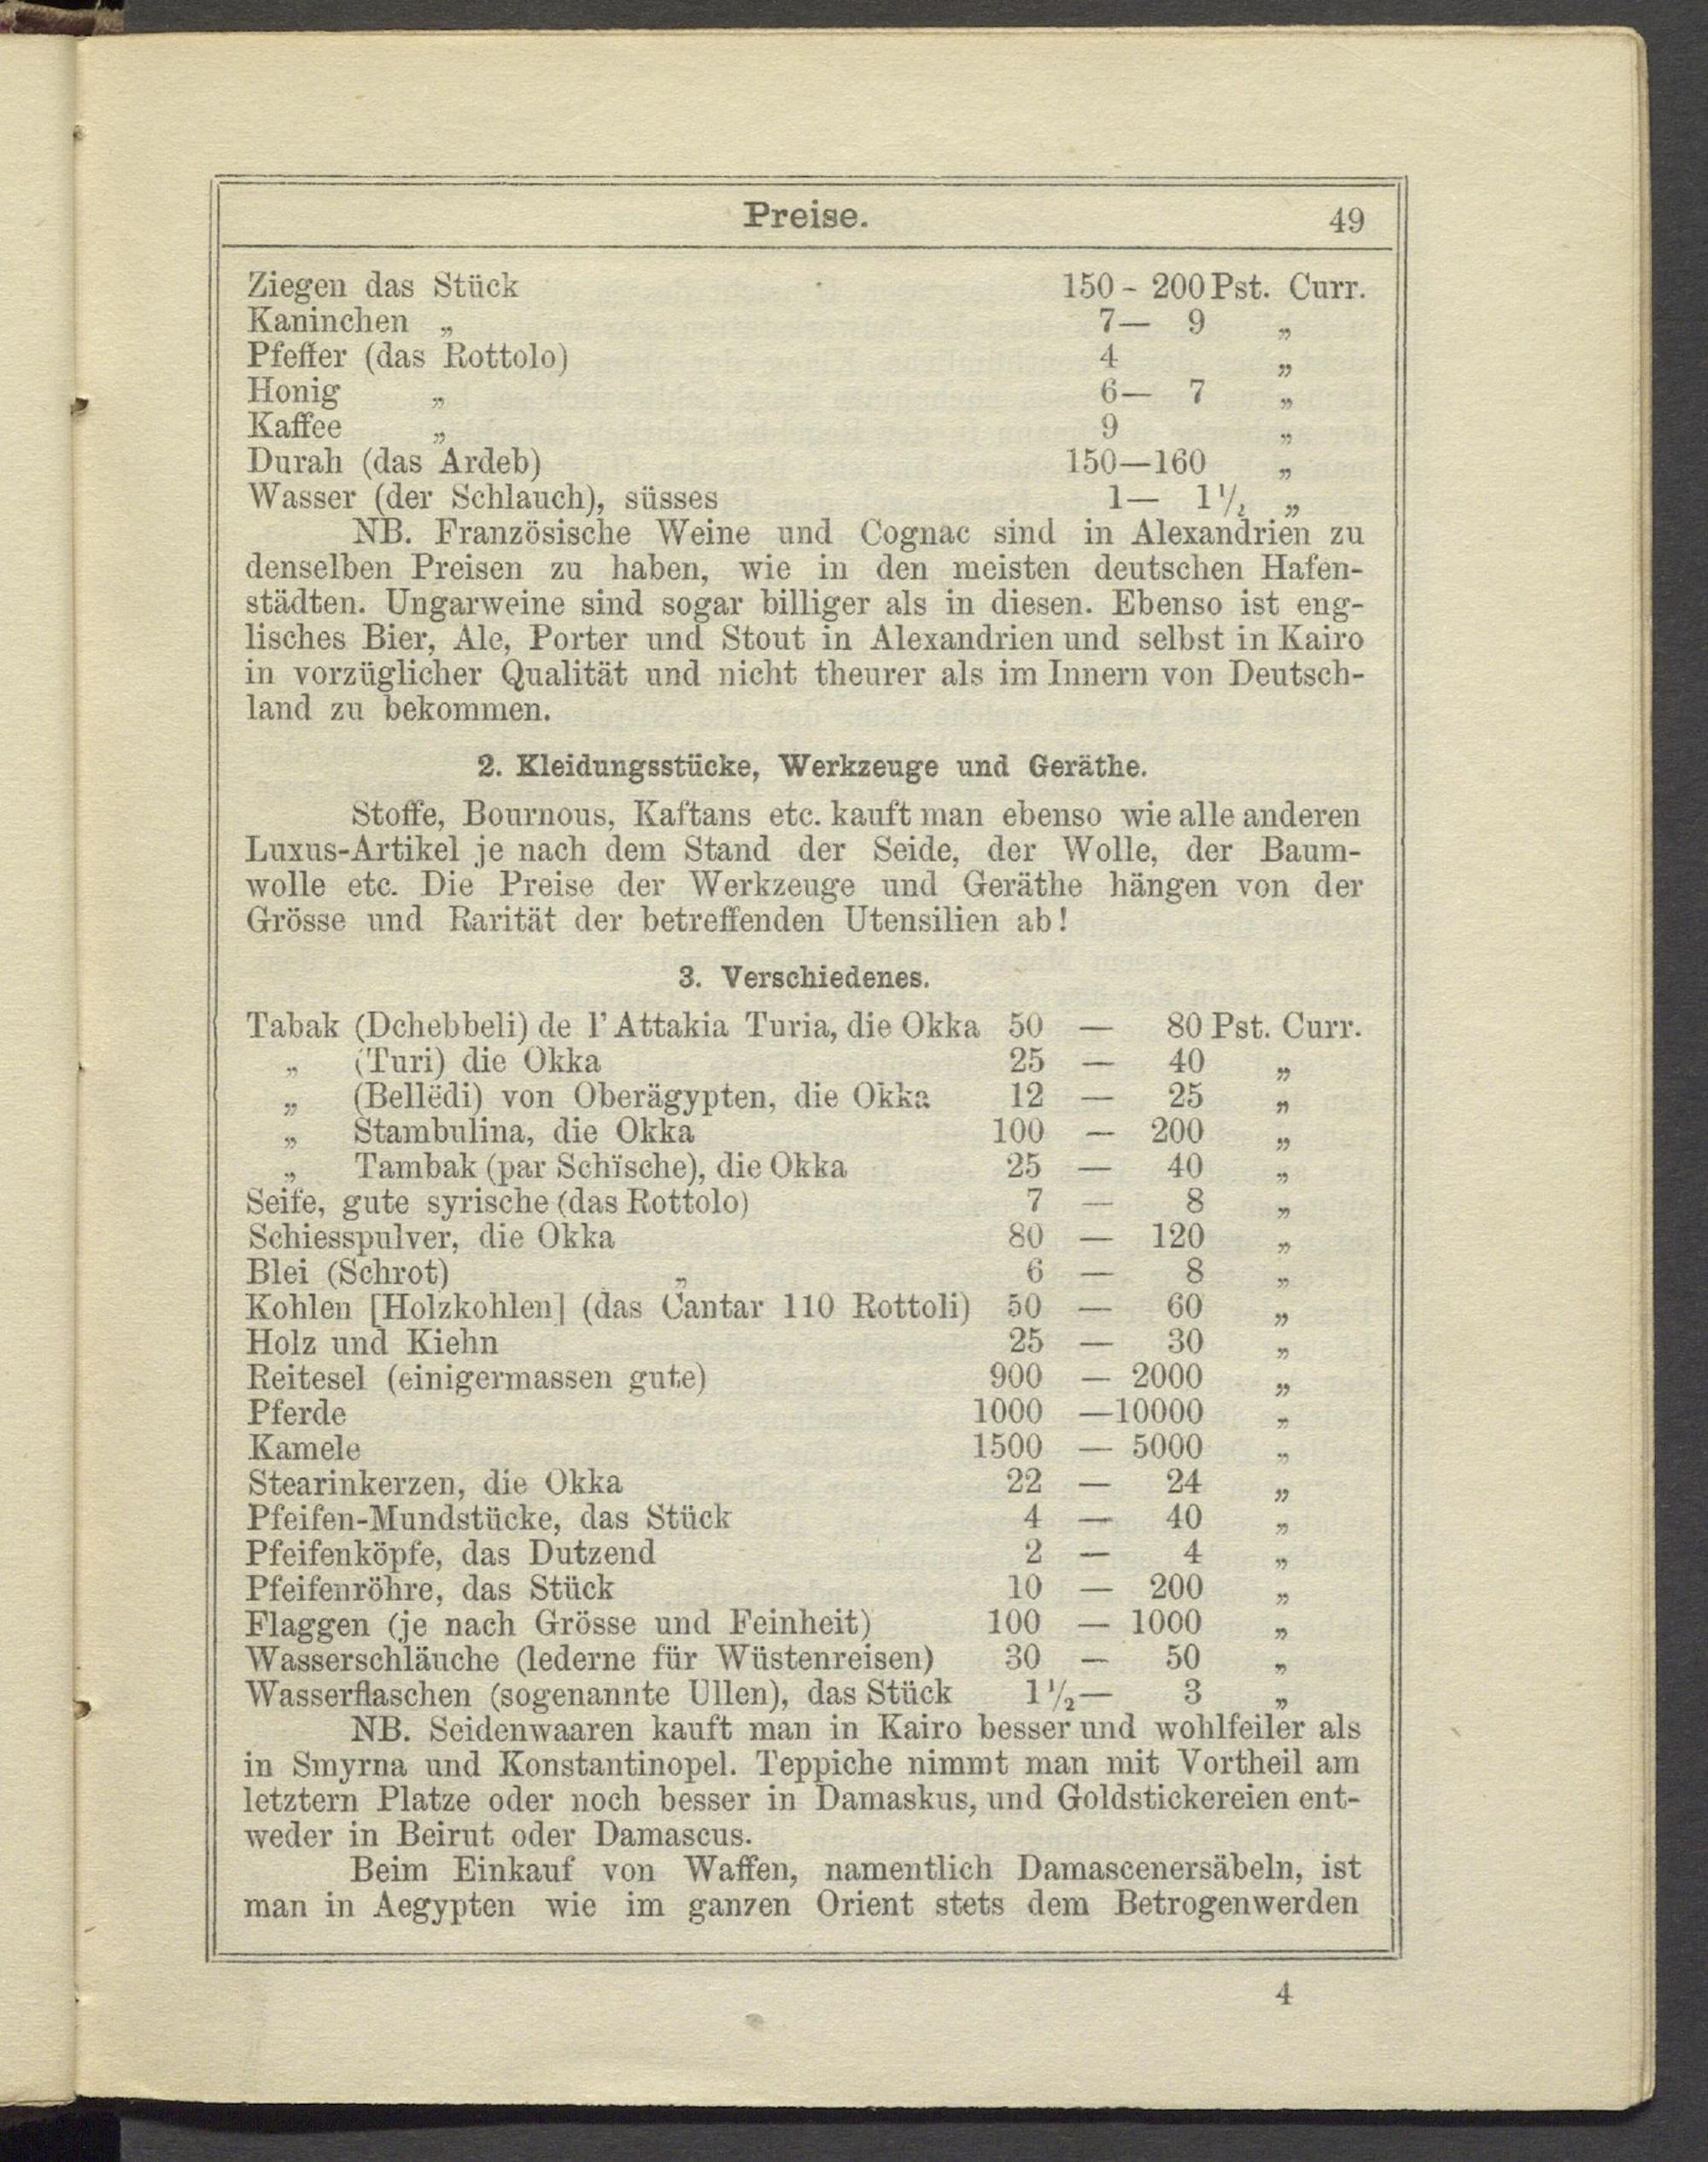 Preise.
49
Ziegen das Stück 150 - 200 Pst. Curr.
Kaninchen „ 7— 9 „
Pfeffer (das Rottolo) 4 „
Honig „ 6— 7 „
Kaffee „ 9 „
Durah (das Ardeb) 150—160 „
Wasser (der Schlauch), süsses 1— 1½ „
NB. Französische Weine und Cognac sind in Alexandrien zu
denselben Preisen zu haben, wie in den meisten deutschen Hafen-
städten. Ungarweine sind sogar billiger als in diesen. Ebenso ist eng-
lisches Bier, Ale, Porter und Stout in Alexandrien und selbst in Kairo
in vorzüglicher Qualität und nicht theurer als im Innern von Deutsch-
land zu bekommen.
2. Kleidungsstücke, Werkzeuge und Geräthe.
Stoffe, Bournous, Kaftans etc. kauft man ebenso wie alle anderen
Luxus-Artikel je nach dem Stand der Seide, der Wolle, der Baum-
wolle etc. Die Preise der Werkzeuge und Geräthe hängen von der
Grösse und Rarität der betreffenden Utensilien ab!
3. Verschiedenes.
Tabak (Dchebbeli) de l' Attakia Turia, die Okka 50 — 80 Pst. Curr.
„ (Turi) die Okka 25 — 40 „
„ (Bellëdi) von Oberägypten, die Okka 12 — 25 „
„ Stambulina, die Okka 100 — 200 „
„ Tambak (par Schïsche), die Okka 25 — 40 „
Seife, gute syrische (das Rottolo) 7 — 8 „
Schiesspulver, die Okka 80 — 120 „
Blei (Schrot) „ 6 — 8 „
Kohlen [Holzkohlen] (das Cantar 110 Rottoli) 50 — 60 „
Holz und Kiehn 25 — 30 „
Reitesel (einigermassen gute) 900 — 2000 „
Pferde 1000 —10000 „
Kamele 1500 — 5000 „
Stearinkerzen, die Okka 22 — 24 „
Pfeifen-Mundstücke, das Stück 4 — 40 „
Pfeifenköpfe, das Dutzend 2 — 4 „
Pfeifenröhre, das Stück 10 — 200 „
Flaggen (je nach Grösse und Feinheit) 100 — 1000 „
Wasserschläuche (lederne für Wüstenreisen) 30 — 50 „
Wasserflaschen (sogenannte Ullen), das Stück 1½— 3 „
NB. Seidenwaaren kauft man in Kairo besser und wohlfeiler als
in Smyrna und Konstantinopel. Teppiche nimmt man mit Vortheil am
letztern Platze oder noch besser in Damaskus, und Goldstickereien ent-
weder in Beirut oder Damascus.
Beim Einkauf von Waffen, namentlich Damascenersäbeln, ist
man in Aegypten wie im ganzen Orient stets dem Betrogenwerden
4